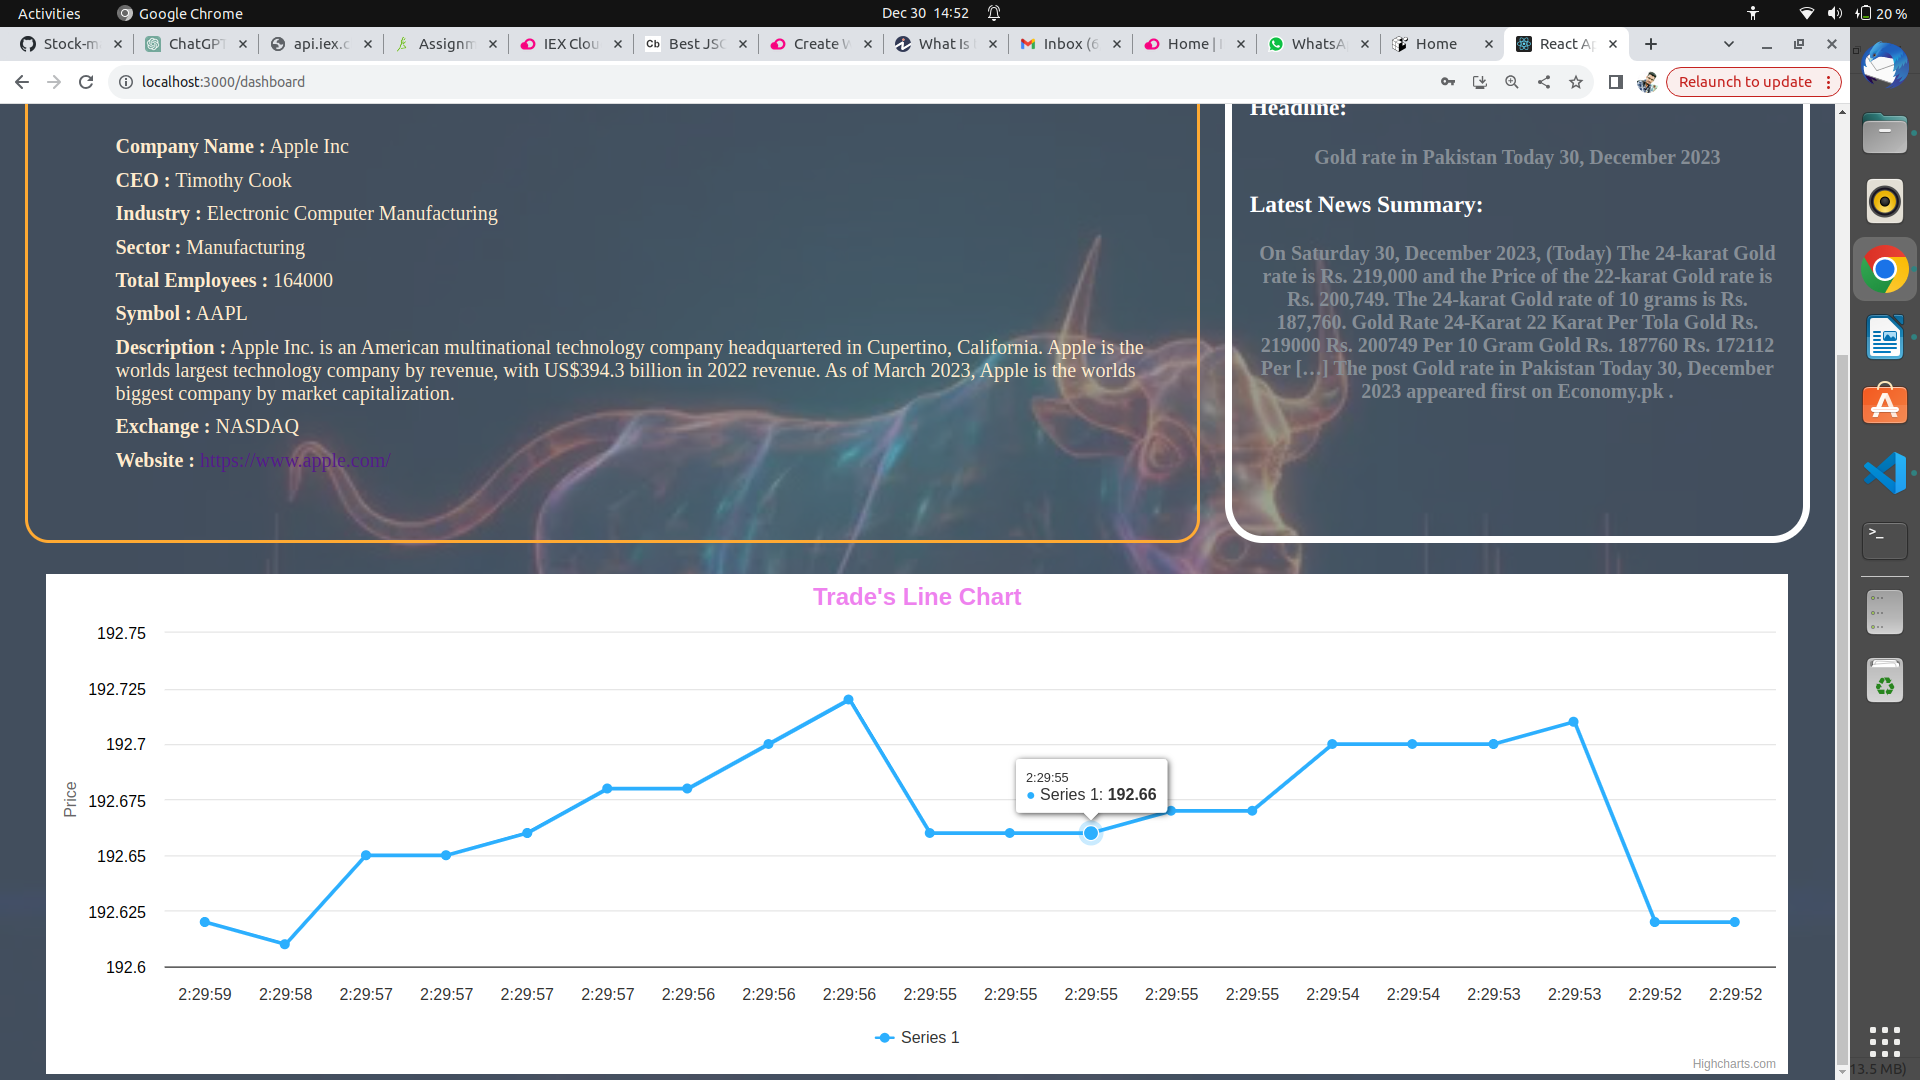 Activities
Google Chrome
Dec 30 14:52
20 %
Stock-m
ChatGPT
api.iex.c
Assignm
IEX Clou
Best JSO
Create W
What Is
Inbox (6
Home | I
WhatsA
Home
React Ap
localhost:3000/dashboard
Relaunch to update
Company Name : Apple Inc
CEO : Timothy Cook
Industry : Electronic Computer Manufacturing
Sector : Manufacturing
Total Employees : 164000
Symbol : AAPL
Description : Apple Inc. is an American multinational technology company headquartered in Cupertino, California. Apple is the
worlds largest technology company by revenue, with US$394.3 billion in 2022 revenue. As of March 2023, Apple is the worlds
biggest company by market capitalization.
Exchange : NASDAQ
Website : https://www.apple.com/
Headline:
Gold rate in Pakistan Today 30, December 2023
Latest News Summary:
On Saturday 30, December 2023, (Today) The 24-karat Gold
rate is Rs. 219,000 and the Price of the 22-karat Gold rate is
Rs. 200,749. The 24-karat Gold rate of 10 grams is Rs.
187,760. Gold Rate 24-Karat 22 Karat Per Tola Gold Rs.
219000 Rs. 200749 Per 10 Gram Gold Rs. 187760 Rs. 172112
Per […] The post Gold rate in Pakistan Today 30, December
2023 appeared first on Economy.pk .
Trade's Line Chart
192.75
192.725
192.7
192.675
192.65
192.625
192.6
Price
2:29:55
● Series 1: 192.66
2:29:59 2:29:58 2:29:57 2:29:57 2:29:57 2:29:57 2:29:56 2:29:56 2:29:56 2:29:55 2:29:55 2:29:55 2:29:55 2:29:55 2:29:54 2:29:54 2:29:53 2:29:53 2:29:52 2:29:52
Series 1
Highcharts.com
13.5 MB)